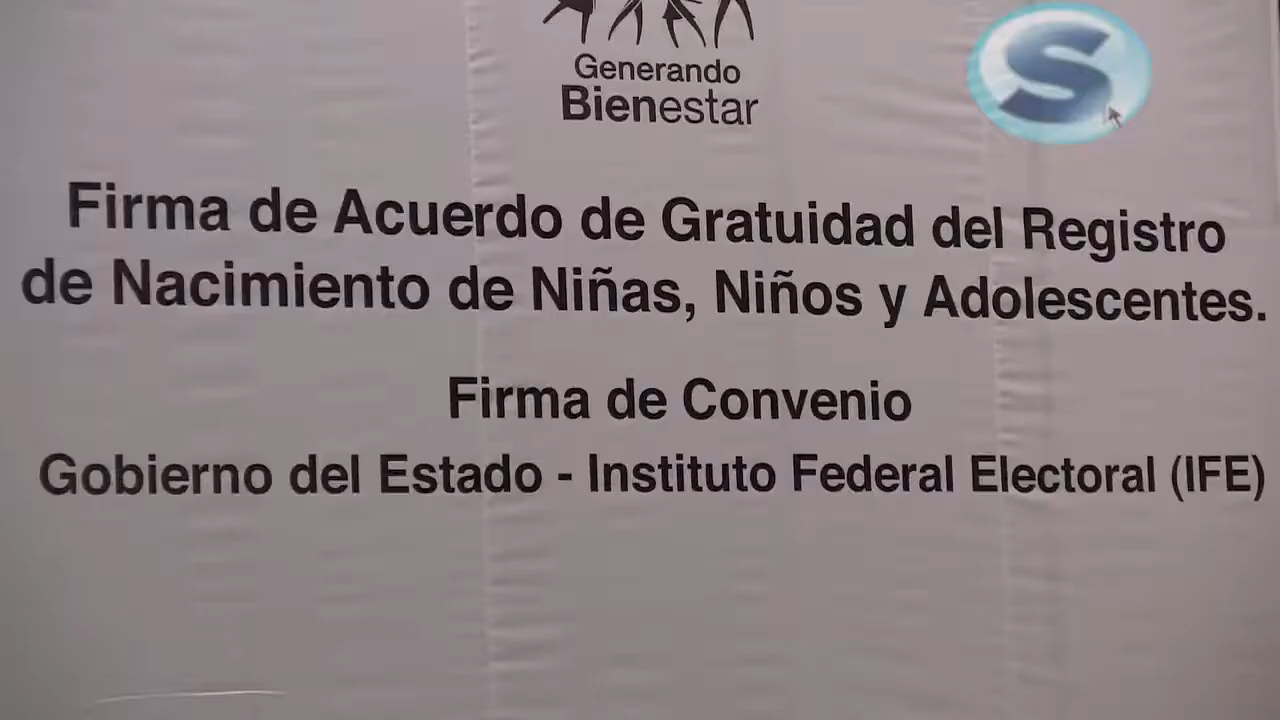 Generando
Bienestar
S
Firma de Acuerdo de Gratuidad del Registro
de Nacimiento de Niñas, Niños y Adolescentes.
Firma de Convenio
Gobierno del Estado - Instituto Federal Electoral (IFE)